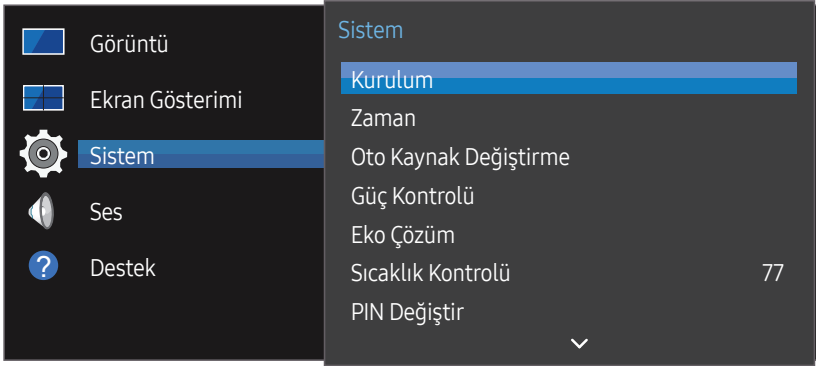 Görüntü
Ekran Gösterimi
Sistem
Ses
?
Destek
Sistem
Kurulum
Zaman
Oto Kaynak Değiştirme
Güç Kontrolü
Eko Çözüm
Sıcaklık Kontrolü 77
PIN Değiştir